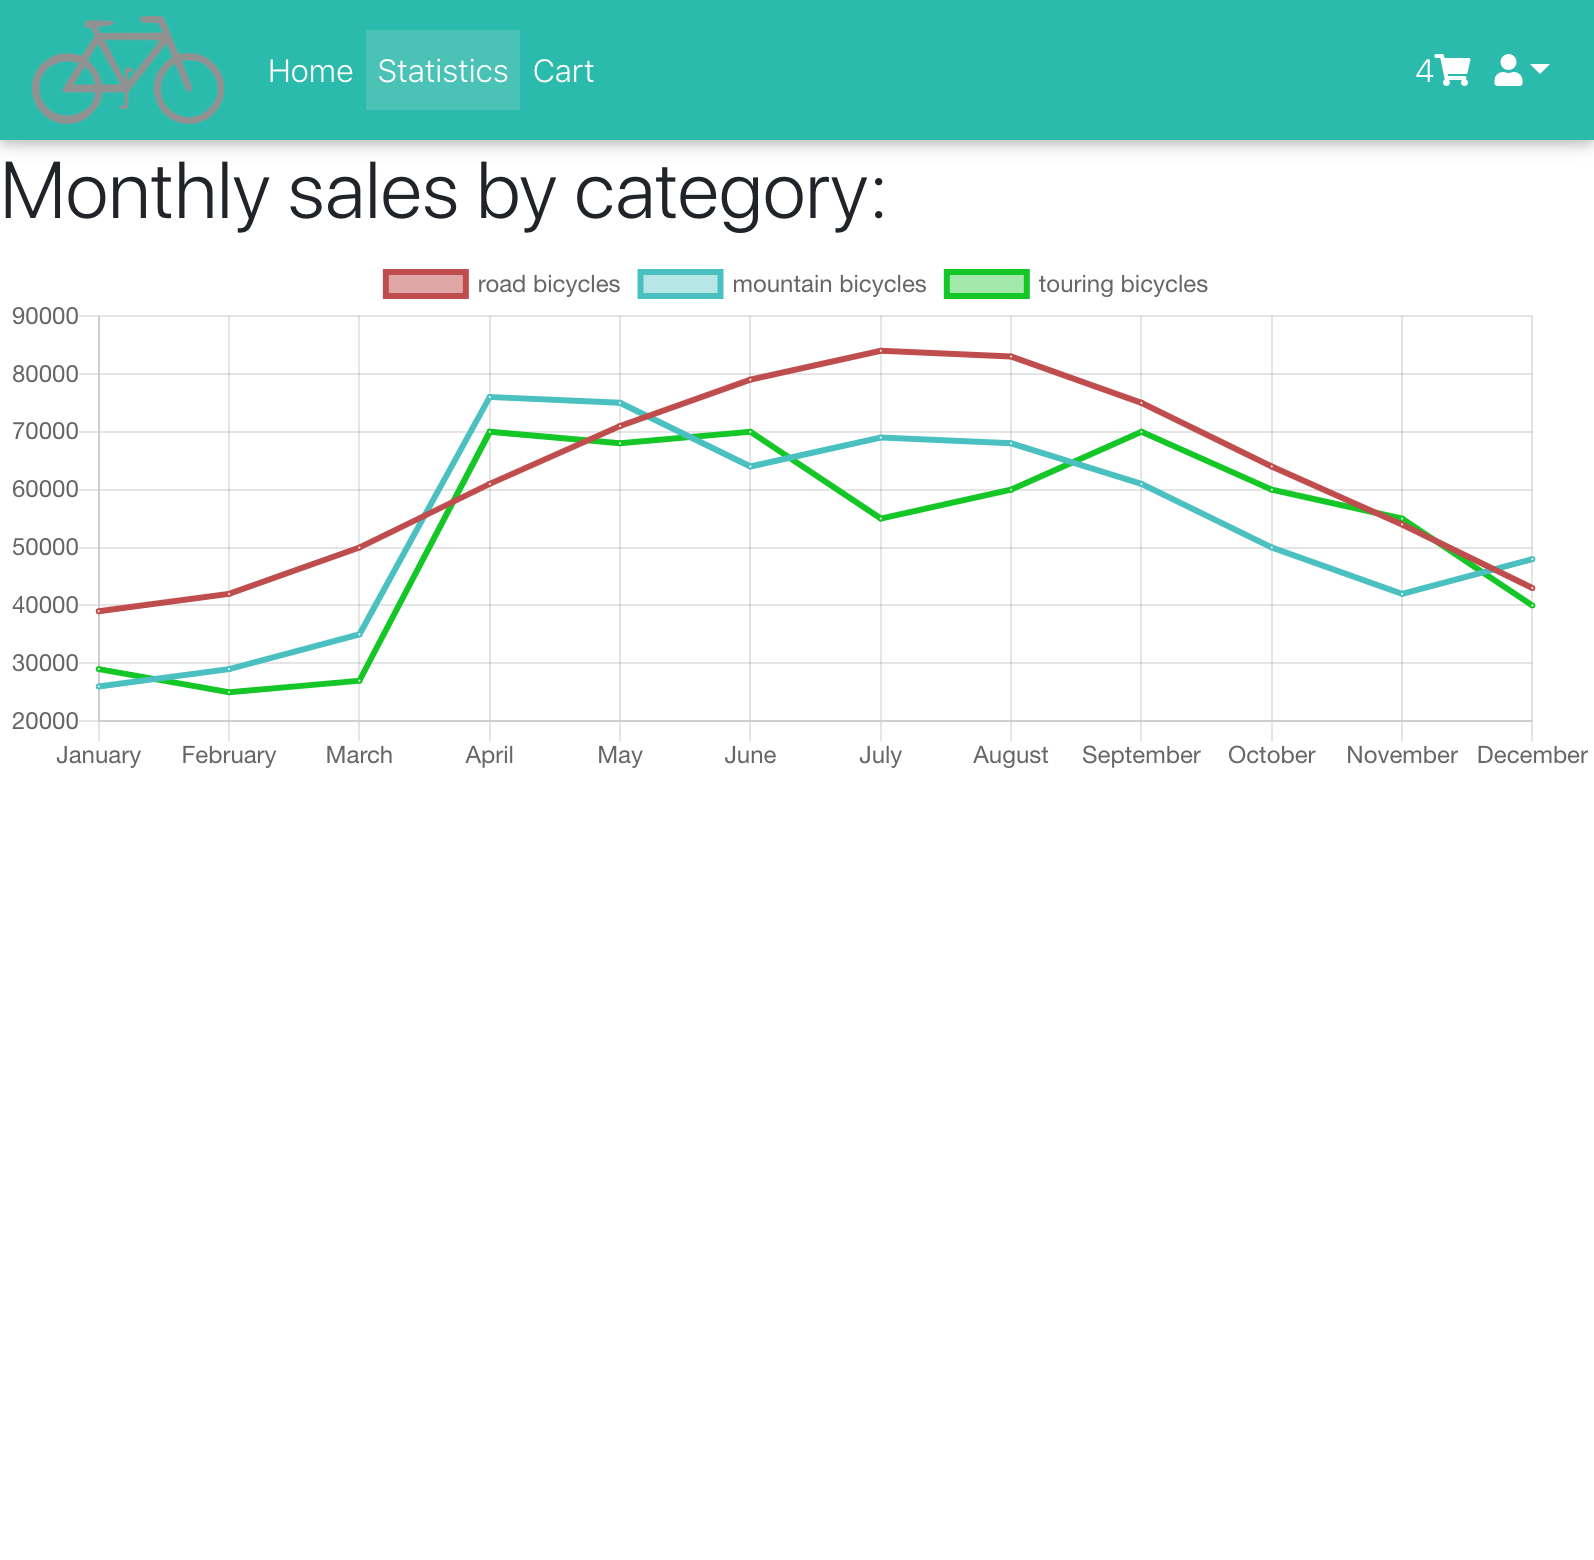 Home Statistics Cart 4
Monthly sales by category:
road bicycles mountain bicycles touring bicycles
90000
80000
70000
60000
50000
40000
30000
20000
January February March April May June July August September October November December